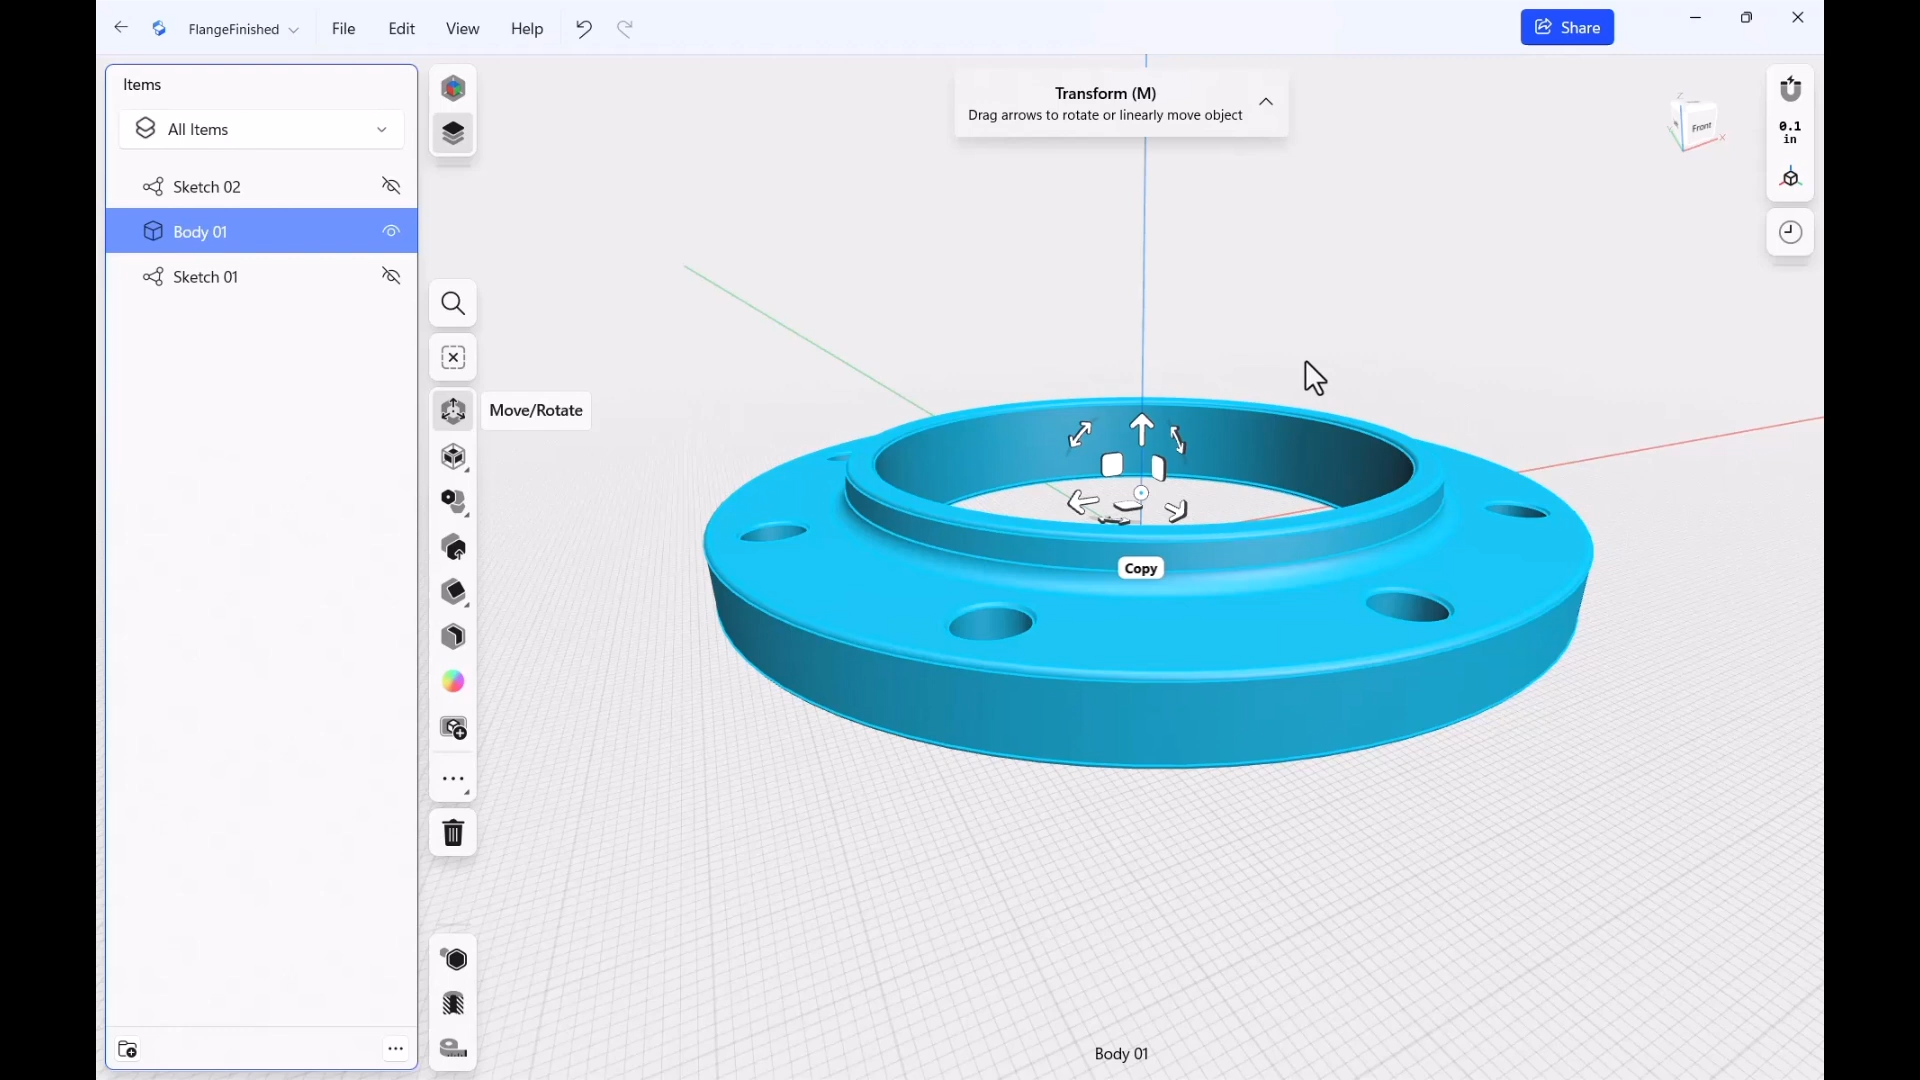 FlangeFinished
File
Edit
View
Help
Share
Items
All Items
Sketch 02
Body 01
Sketch 01
Move/Rotate
Transform (M)
Drag arrows to rotate or linearly move object
Z
Front
X
0.1
in
Copy
Body 01